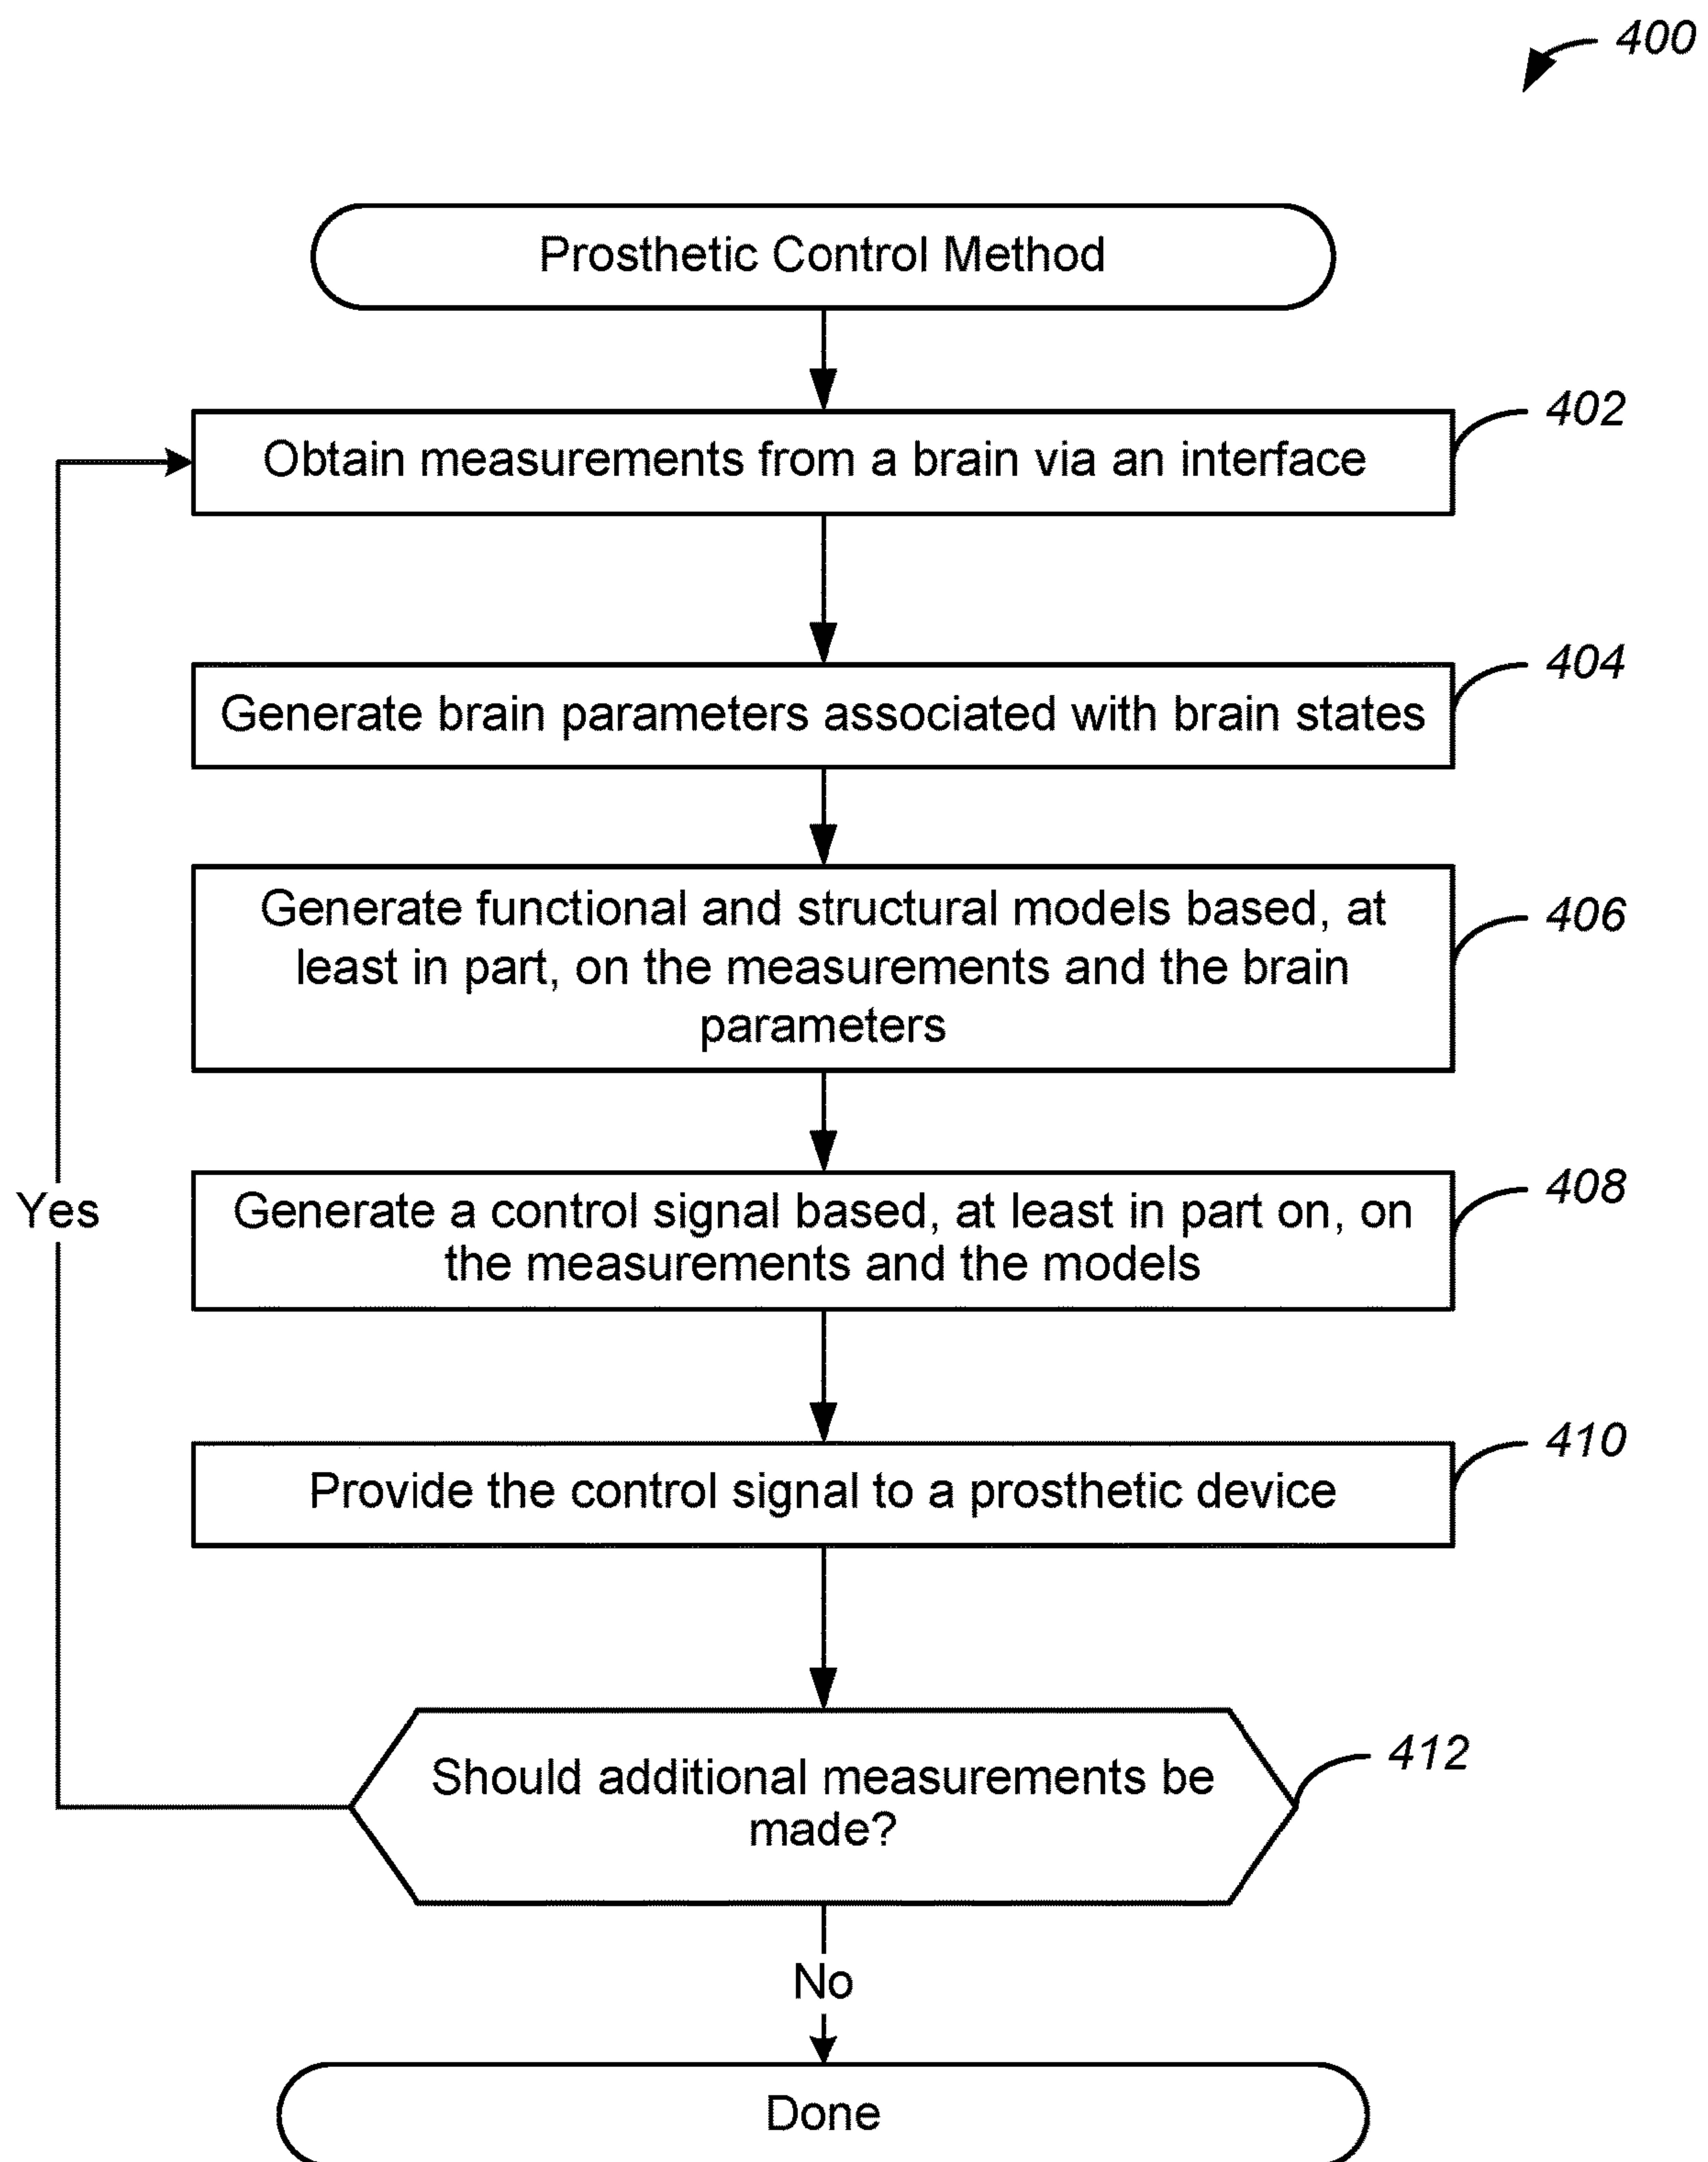 400
Prosthetic Control Method
402
Obtain measurements from a brain via an interface
404
Generate brain parameters associated with brain states
406
Generate functional and structural models based, at
least in part, on the measurements and the brain
parameters
408
Generate a control signal based, at least in part on, on
the measurements and the models
Yes
410
Provide the control signal to a prosthetic device
412
Should additional measurements be
made?
No
Done